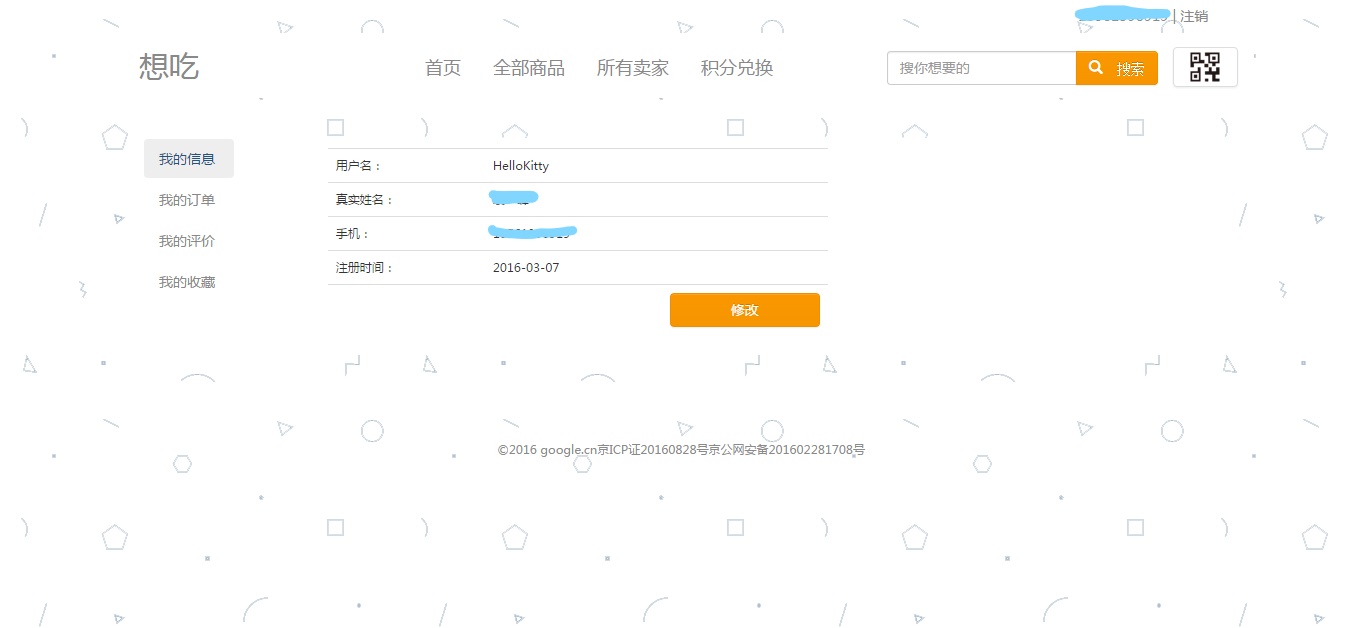 | 注销
想吃
首页 全部商品 所有卖家 积分兑换
搜你想要的 搜索
我的信息
我的订单
我的评价
我的收藏
用户名： HelloKitty
真实姓名：
手机：
注册时间： 2016-03-07
修改
©2016 google.cn京ICP证20160828号京公网安备201602281708号